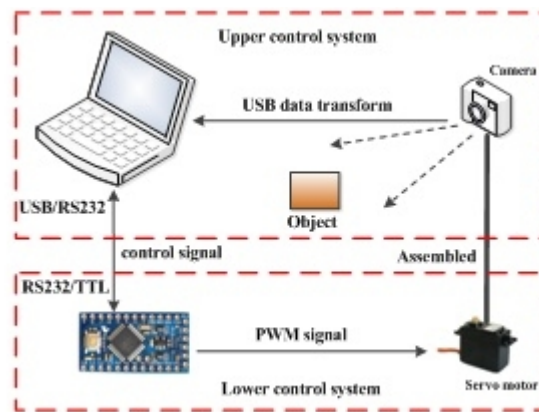 Upper control system
Camera
USB data transform
USB/RS232
Object
control signal
Assembled
RS232/TTL
PWM signal
Lower control system
Servo motor